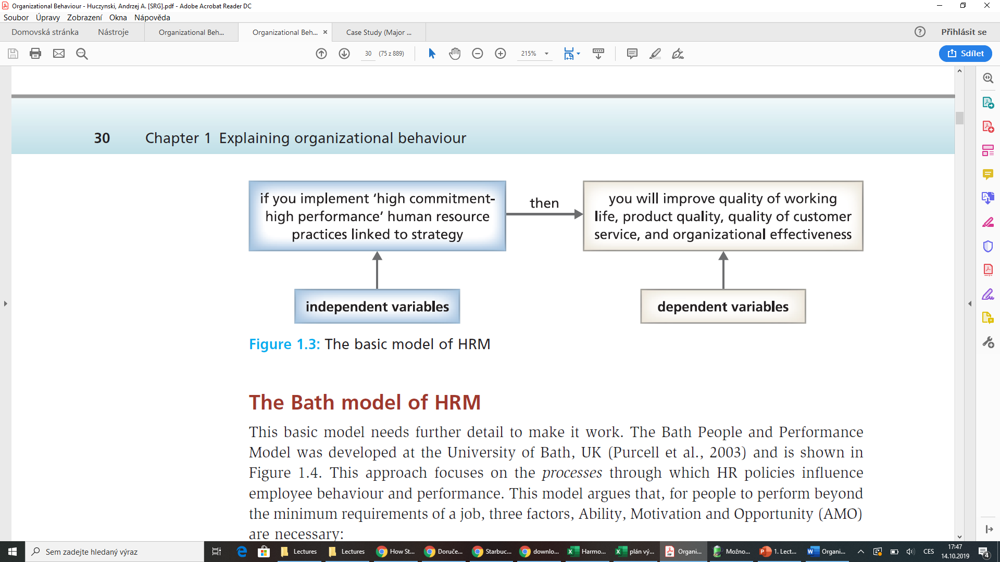 Organizational Behaviour - Huczynski, Andrzej A. [SRG].pdf - Adobe Acrobat Reader DC
Soubor Úpravy Zobrazení Okna Nápověda
Domovská stránka Nástroje Organizational Beh... Organizational Beh... × Case Study (Major ... ? Přihlásit se
30 (75 z 889) 215% Sdílet
30 Chapter 1 Explaining organizational behaviour
if you implement ‘high commitment-
high performance’ human resource
practices linked to strategy
then
you will improve quality of working
life, product quality, quality of customer
service, and organizational effectiveness
independent variables
dependent variables
Figure 1.3: The basic model of HRM
The Bath model of HRM
This basic model needs further detail to make it work. The Bath People and Performance
Model was developed at the University of Bath, UK (Purcell et al., 2003) and is shown in
Figure 1.4. This approach focuses on the processes through which HR policies influence
employee behaviour and performance. This model argues that, for people to perform beyond
the minimum requirements of a job, three factors, Ability, Motivation and Opportunity (AMO)
are necessary:
Sem zadejte hledaný výraz Lectures Lectures How St... Doruče... Starbuc... downlo... Harmo... plán vý... Organi... Možno... 1. Lect... Organi... CES 17:47
14.10.2019 4